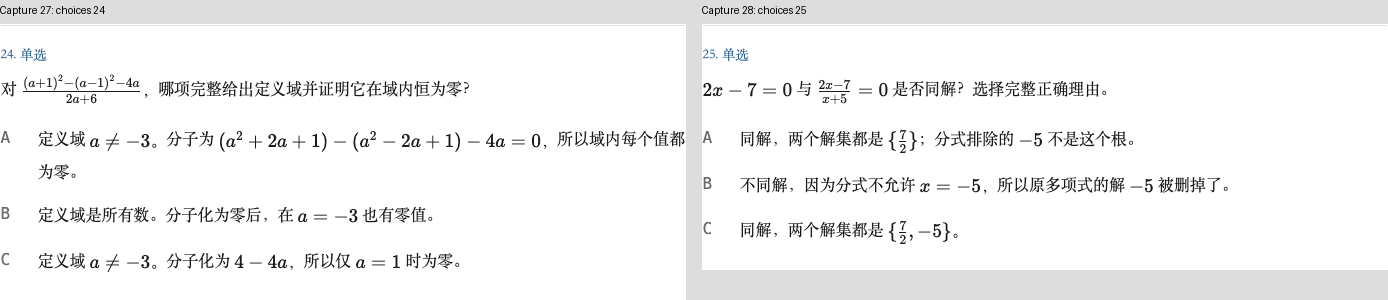 Capture 27: choices 24
24. 单选
对 \frac{(a+1)^2-(a-1)^2-4a}{2a+6}，哪项完整给出定义域并证明它在域内恒为零？
A 定义域 a ≠ −3。分子为 (a² + 2a + 1) − (a² − 2a + 1) − 4a = 0，所以域内每个值都
为零。
B 定义域是所有数。分子化为零后，在 a = −3 也有零值。
C 定义域 a ≠ −3。分子化为 4 − 4a，所以仅 a = 1 时为零。
Capture 28: choices 25
25. 单选
2x − 7 = 0 与 \frac{2x−7}{x+5} = 0 是否同解？选择完整正确理由。
A 同解，两个解集都是 {\frac{7}{2}}；分式排除的 −5 不是这个根。
B 不同解，因为分式不允许 x = −5，所以原多项式的解 −5 被删掉了。
C 同解，两个解集都是 {\frac{7}{2}, −5}。